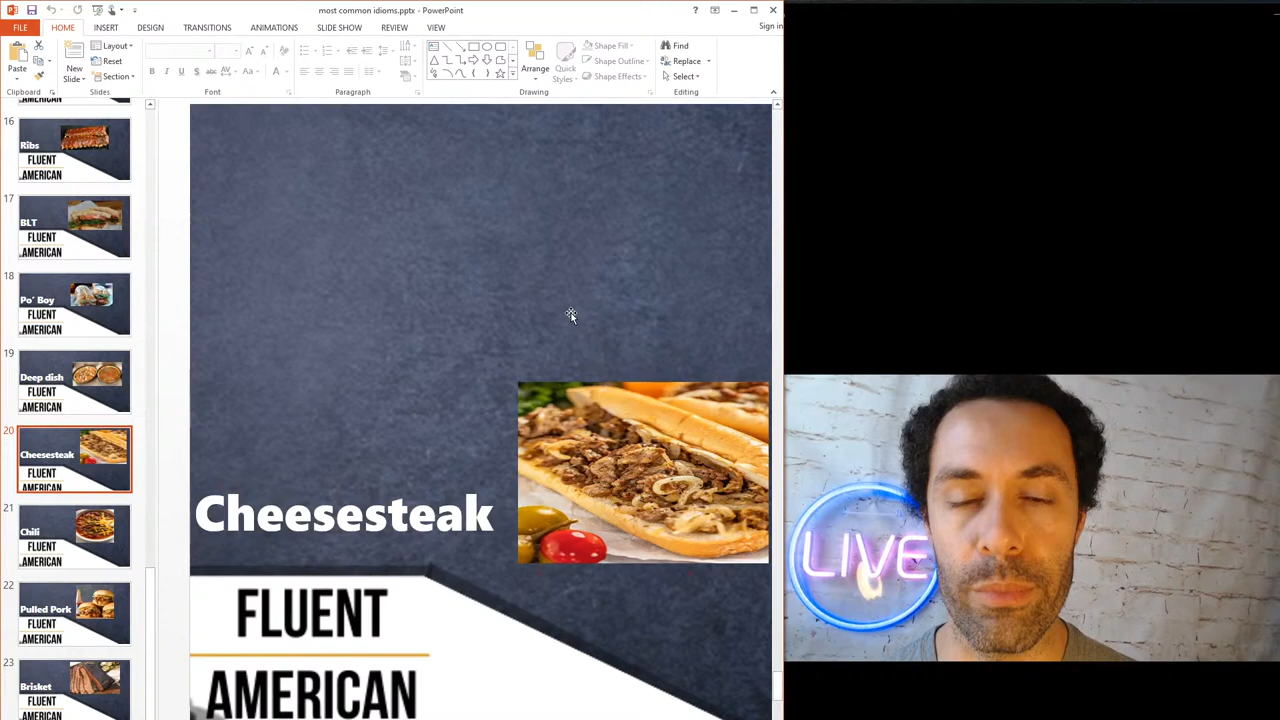 most common idioms.pptx - PowerPoint
Sign in
FILE HOME INSERT DESIGN TRANSITIONS ANIMATIONS SLIDE SHOW REVIEW VIEW
Paste
Clipboard
New
Slide
Layout
Reset
Section
Slides
B I U S abc AV Aa A
Font
Paragraph
Arrange
Quick
Styles
Shape Fill
Shape Outline
Shape Effects
Drawing
Find
Replace
Select
Editing
16
Ribs
FLUENT
AMERICAN
17
BLT
FLUENT
AMERICAN
18
Po' Boy
FLUENT
AMERICAN
19
Deep dish
FLUENT
AMERICAN
20
Cheesesteak
FLUENT
AMERICAN
21
Chili
FLUENT
AMERICAN
22
Pulled Pork
FLUENT
AMERICAN
23
Brisket
FLUENT
AMERICAN
Cheesesteak
FLUENT
AMERICAN
LIVE